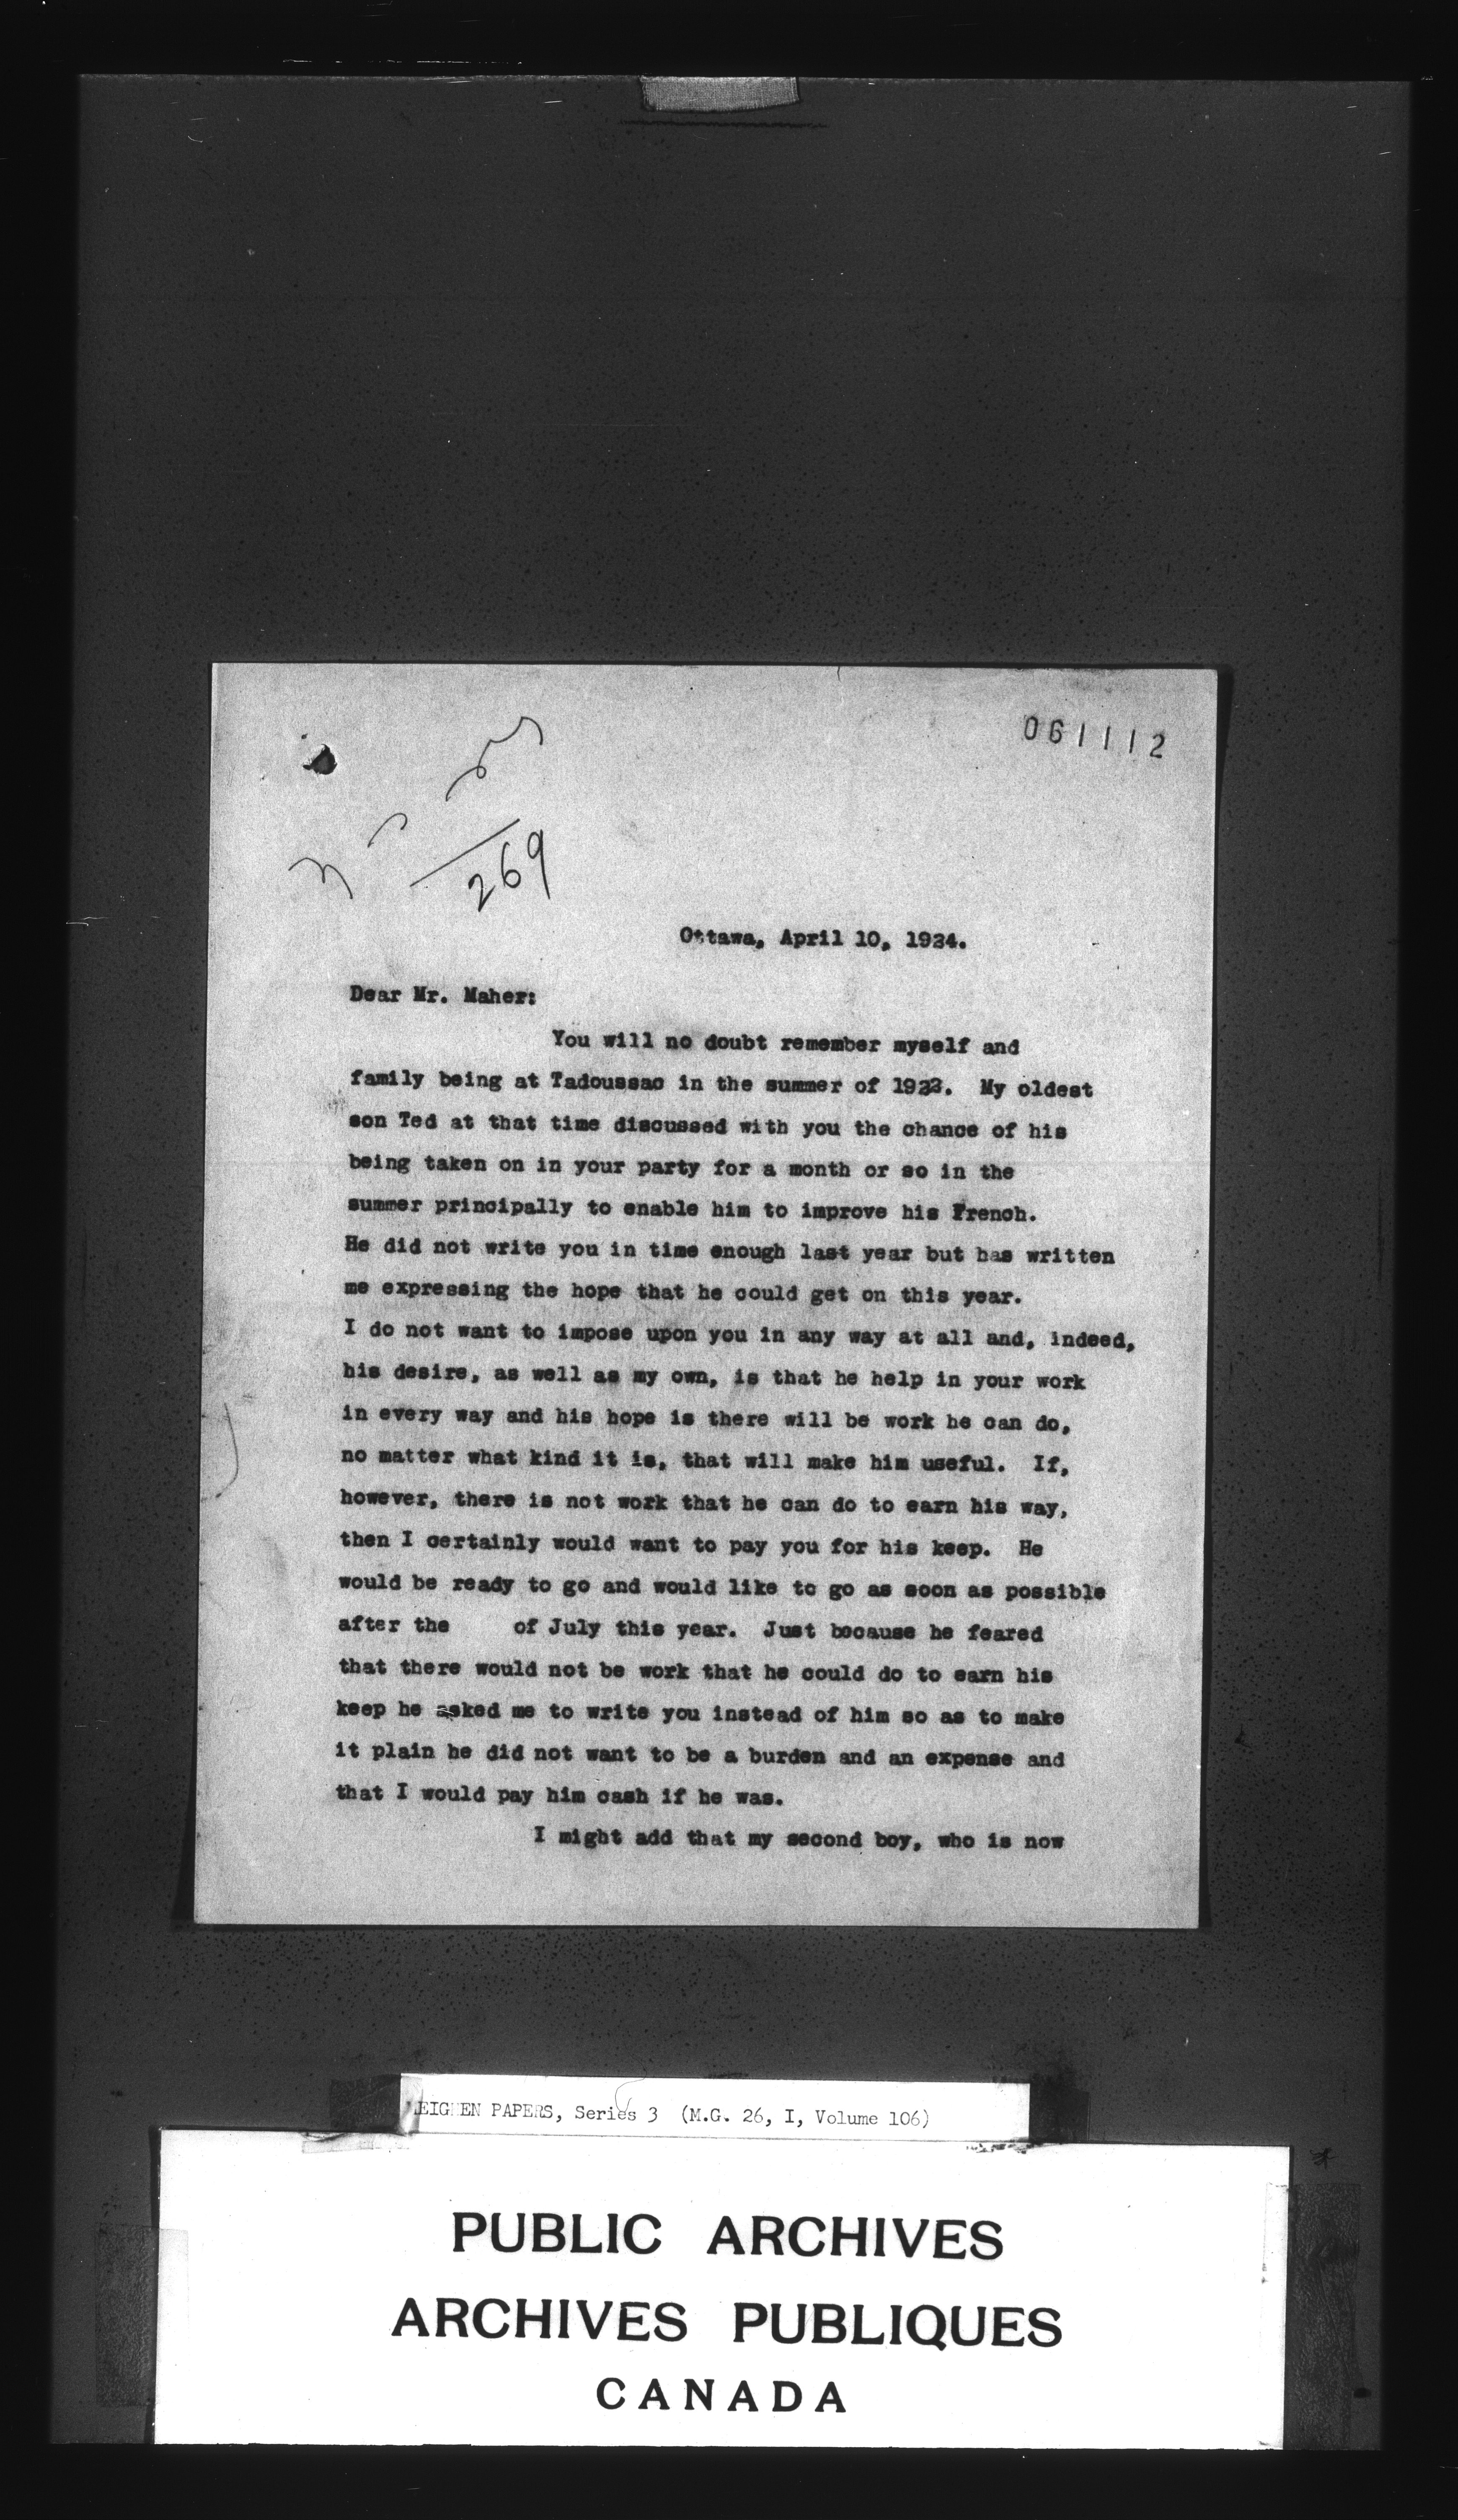 061112
269
Ottawa, April 10, 1924.
Dear Mr. Maher:
You will no doubt remember myself and
family being at Tadoussac in the summer of 1922. My oldest
son Ted at that time discussed with you the chance of his
being taken on in your party for a month or so in the
summer principally to enable him to improve his French.
He did not write you in time enough last year but has written
me expressing the hope that he could get on this year.
I do not want to impose upon you in any way at all and, indeed,
his desire, as well as my own, is that he help in your work
in every way and his hope is there will be work he can do,
no matter what kind it is, that will make him useful. If,
however, there is not work that he can do to earn his way,
then I certainly would want to pay you for his keep. He
would be ready to go and would like to go as soon as possible
after the of July this year. Just because he feared
that there would not be work that he could do to earn his
keep he asked me to write you instead of him so as to make
it plain he did not want to be a burden and an expense and
that I would pay him cash if he was.
I might add that my second boy, who is now
MEIGHEN PAPERS, Series 3 (M.G. 26, I, Volume 106)
PUBLIC ARCHIVES
ARCHIVES PUBLIQUES
CANADA